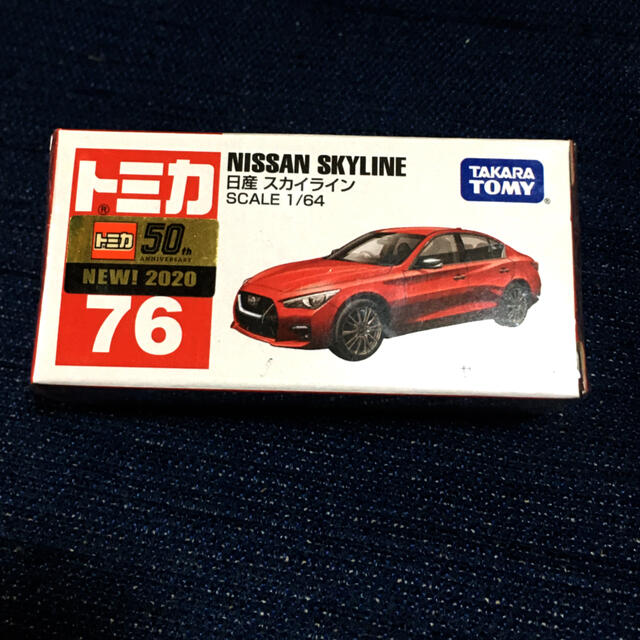 トミカ
®
NISSAN SKYLINE
日産 スカイライン
SCALE 1/64
TAKARA
TOMY®
トミカ 50th
ANNIVERSARY
NEW! 2020
76